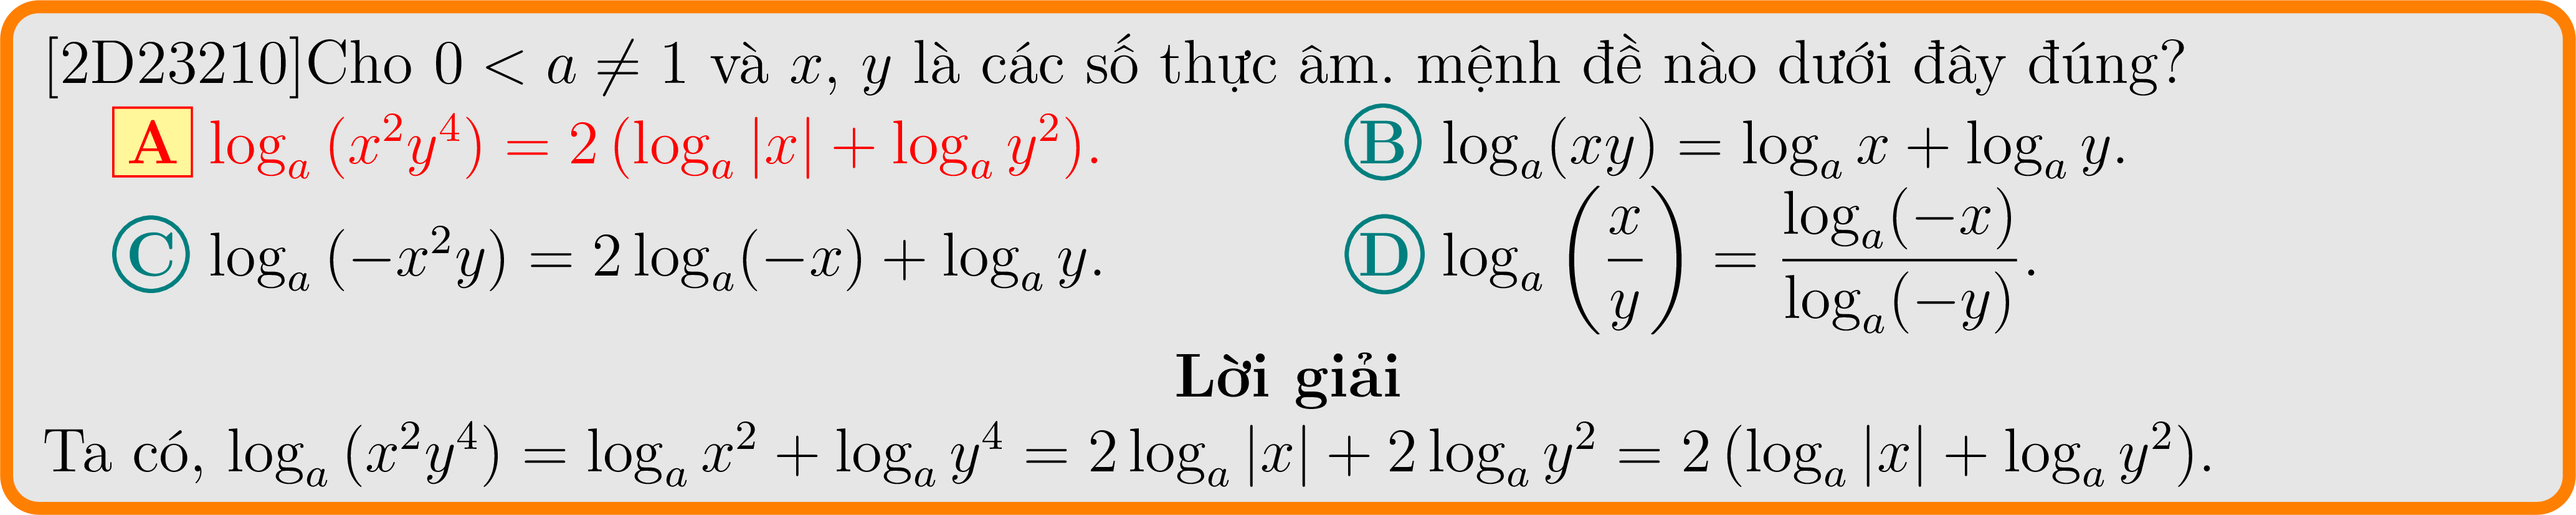 [2D23210]Cho $0 < a \neq 1$ và $x, y$ là các số thực âm. mệnh đề nào dưới đây đúng?
A $\log_a (x^2y^4) = 2 (\log_a |x| + \log_a y^2)$. B $\log_a(xy) = \log_a x + \log_a y$.
C $\log_a (-x^2y) = 2\log_a(-x) + \log_a y$. D $\log_a \left(\frac{x}{y}\right) = \frac{\log_a(-x)}{\log_a(-y)}$.
Lời giải
Ta có, $\log_a (x^2y^4) = \log_a x^2 + \log_a y^4 = 2\log_a |x| + 2\log_a y^2 = 2 (\log_a |x| + \log_a y^2)$.